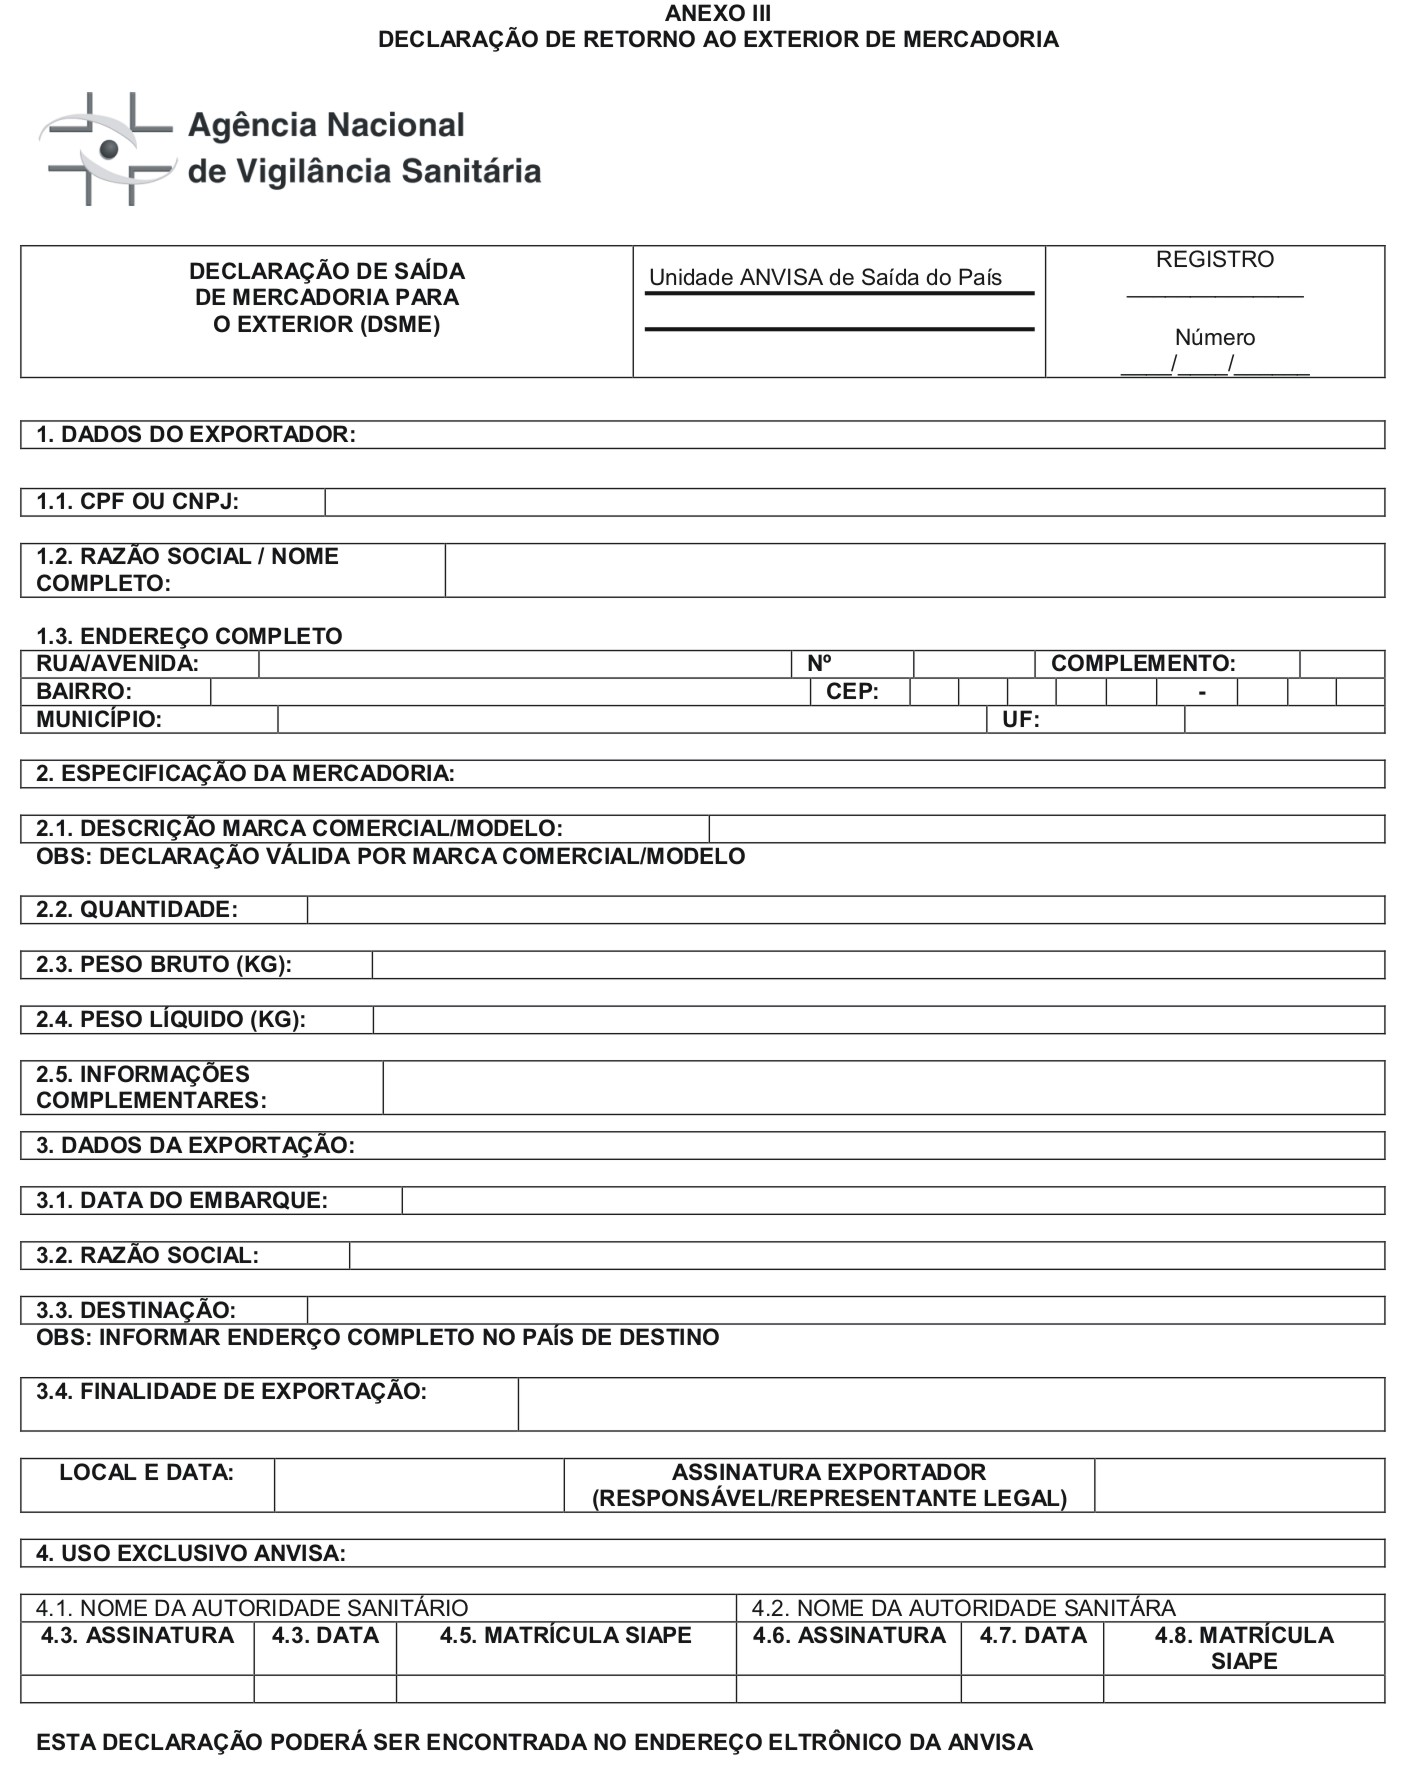 ANEXO III
DECLARAÇÃO DE RETORNO AO EXTERIOR DE MERCADORIA
Agência Nacional
de Vigilância Sanitária
DECLARAÇÃO DE SAÍDA
DE MERCADORIA PARA
O EXTERIOR (DSME)
Unidade ANVISA de Saída do País
REGISTRO
______________
Número
____/____/______
1. DADOS DO EXPORTADOR:
1.1. CPF OU CNPJ:
1.2. RAZÃO SOCIAL / NOME
COMPLETO:
1.3. ENDEREÇO COMPLETO
RUA/AVENIDA: Nº COMPLEMENTO:
BAIRRO: CEP: -
MUNICÍPIO: UF:
2. ESPECIFICAÇÃO DA MERCADORIA:
2.1. DESCRIÇÃO MARCA COMERCIAL/MODELO:
OBS: DECLARAÇÃO VÁLIDA POR MARCA COMERCIAL/MODELO
2.2. QUANTIDADE:
2.3. PESO BRUTO (KG):
2.4. PESO LÍQUIDO (KG):
2.5. INFORMAÇÕES
COMPLEMENTARES:
3. DADOS DA EXPORTAÇÃO:
3.1. DATA DO EMBARQUE:
3.2. RAZÃO SOCIAL:
3.3. DESTINAÇÃO:
OBS: INFORMAR ENDERÇO COMPLETO NO PAÍS DE DESTINO
3.4. FINALIDADE DE EXPORTAÇÃO:
LOCAL E DATA:
ASSINATURA EXPORTADOR
(RESPONSÁVEL/REPRESENTANTE LEGAL)
4. USO EXCLUSIVO ANVISA:
4.1. NOME DA AUTORIDADE SANITÁRIO 4.2. NOME DA AUTORIDADE SANITÁRA
4.3. ASSINATURA 4.3. DATA 4.5. MATRÍCULA SIAPE 4.6. ASSINATURA 4.7. DATA 4.8. MATRÍCULA
SIAPE
ESTA DECLARAÇÃO PODERÁ SER ENCONTRADA NO ENDEREÇO ELTRÔNICO DA ANVISA